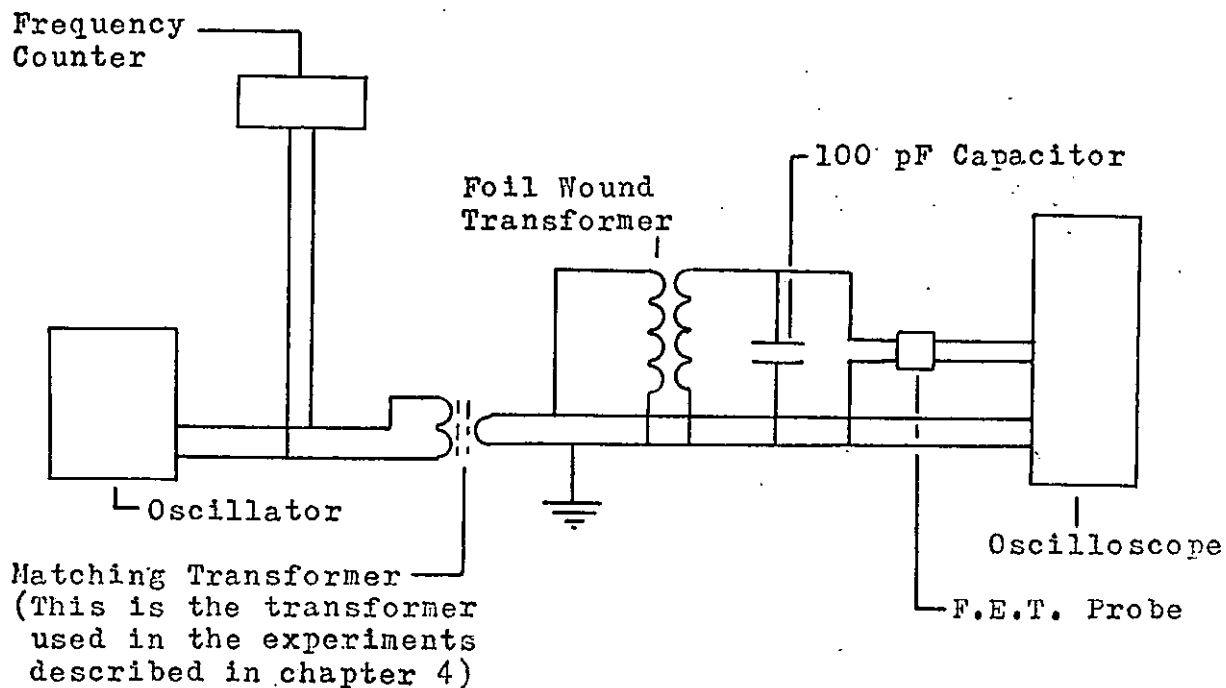 Frequency
Counter
100 pF Capacitor
Foil Wound
Transformer
Oscillator
Oscilloscope
Matching Transformer
(This is the transformer
used in the experiments
described in chapter 4)
F.E.T. Probe